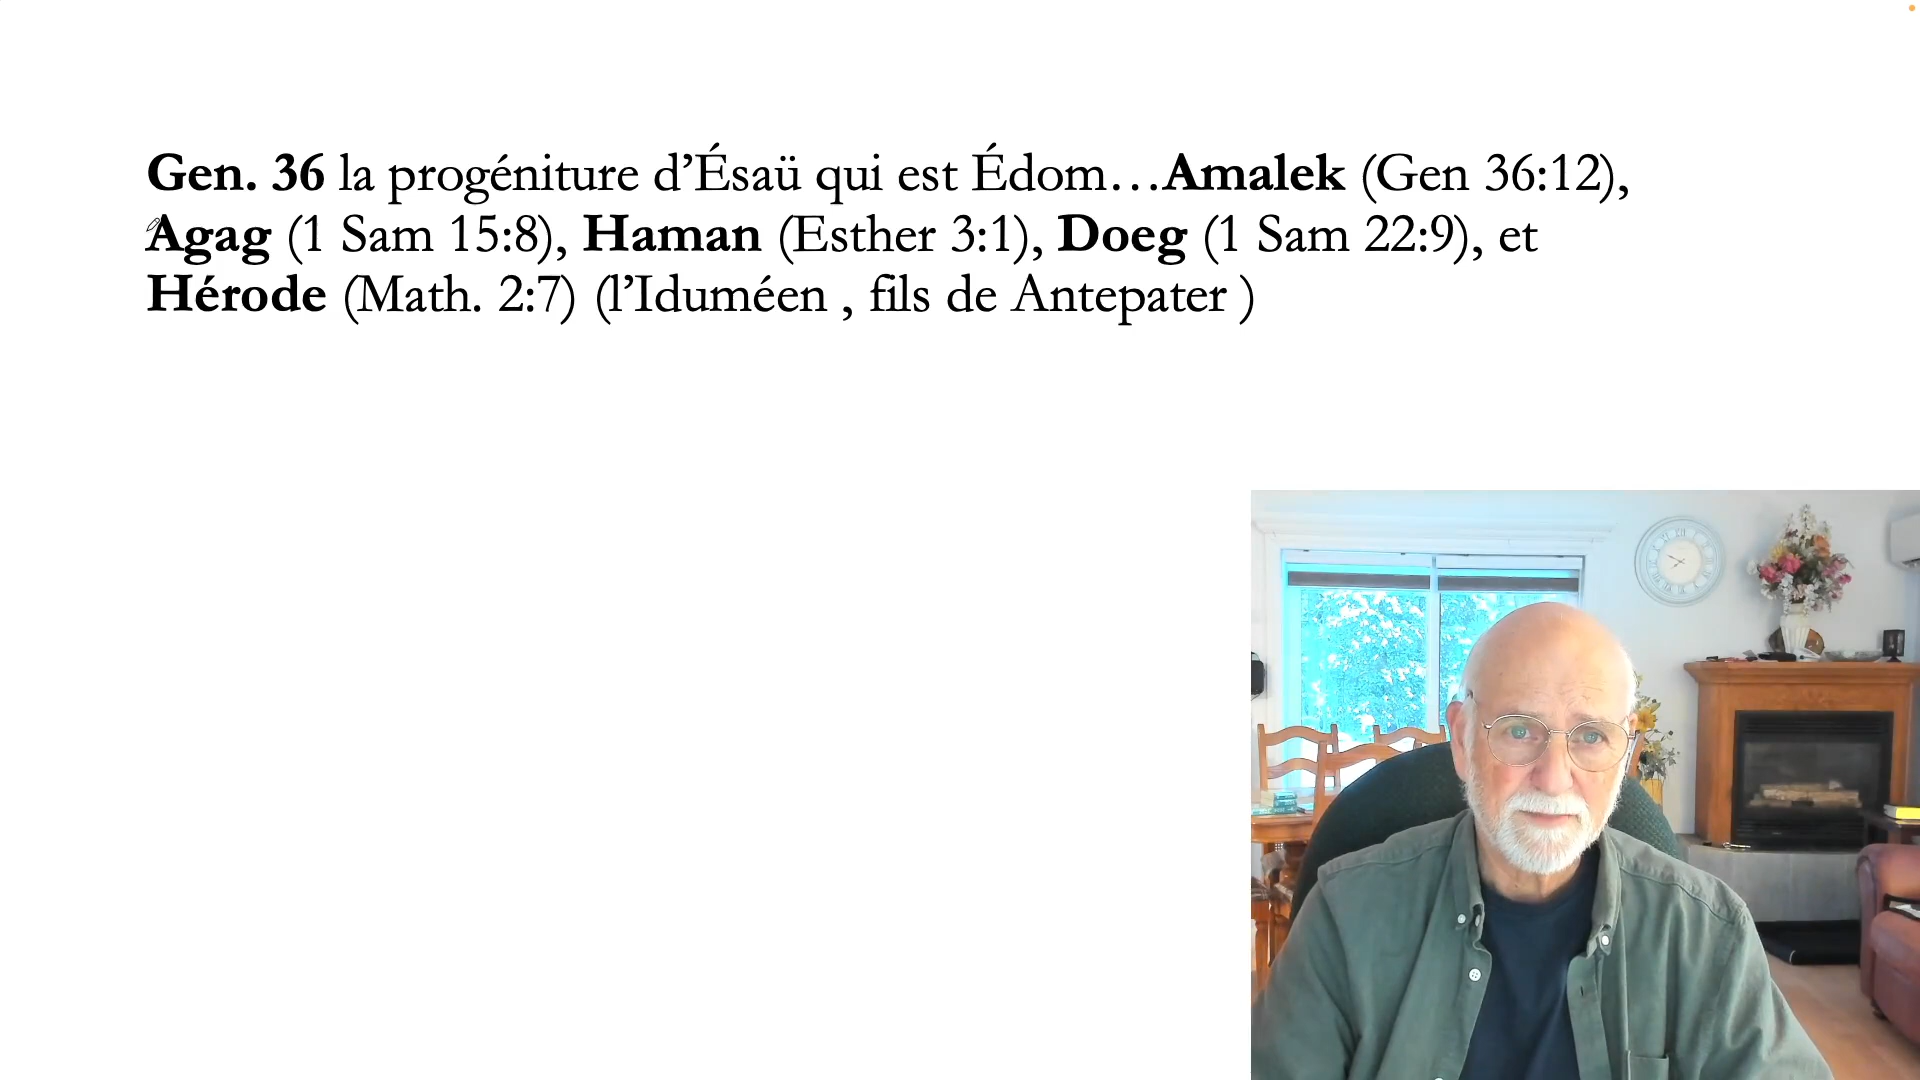 Gen. 36 la progéniture d’Ésaü qui est Édom…Amalek (Gen 36:12),
Agag (1 Sam 15:8), Haman (Esther 3:1), Doeg (1 Sam 22:9), et
Hérode (Math. 2:7) (l’Iduméen , fils de Antepater )